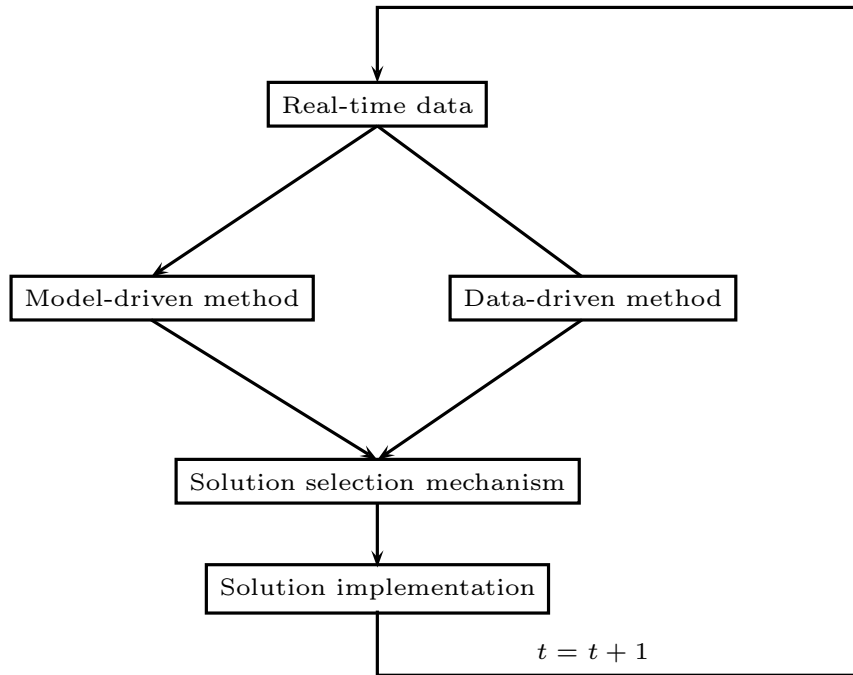 Real-time data
Model-driven method
Data-driven method
Solution selection mechanism
Solution implementation
t = t + 1